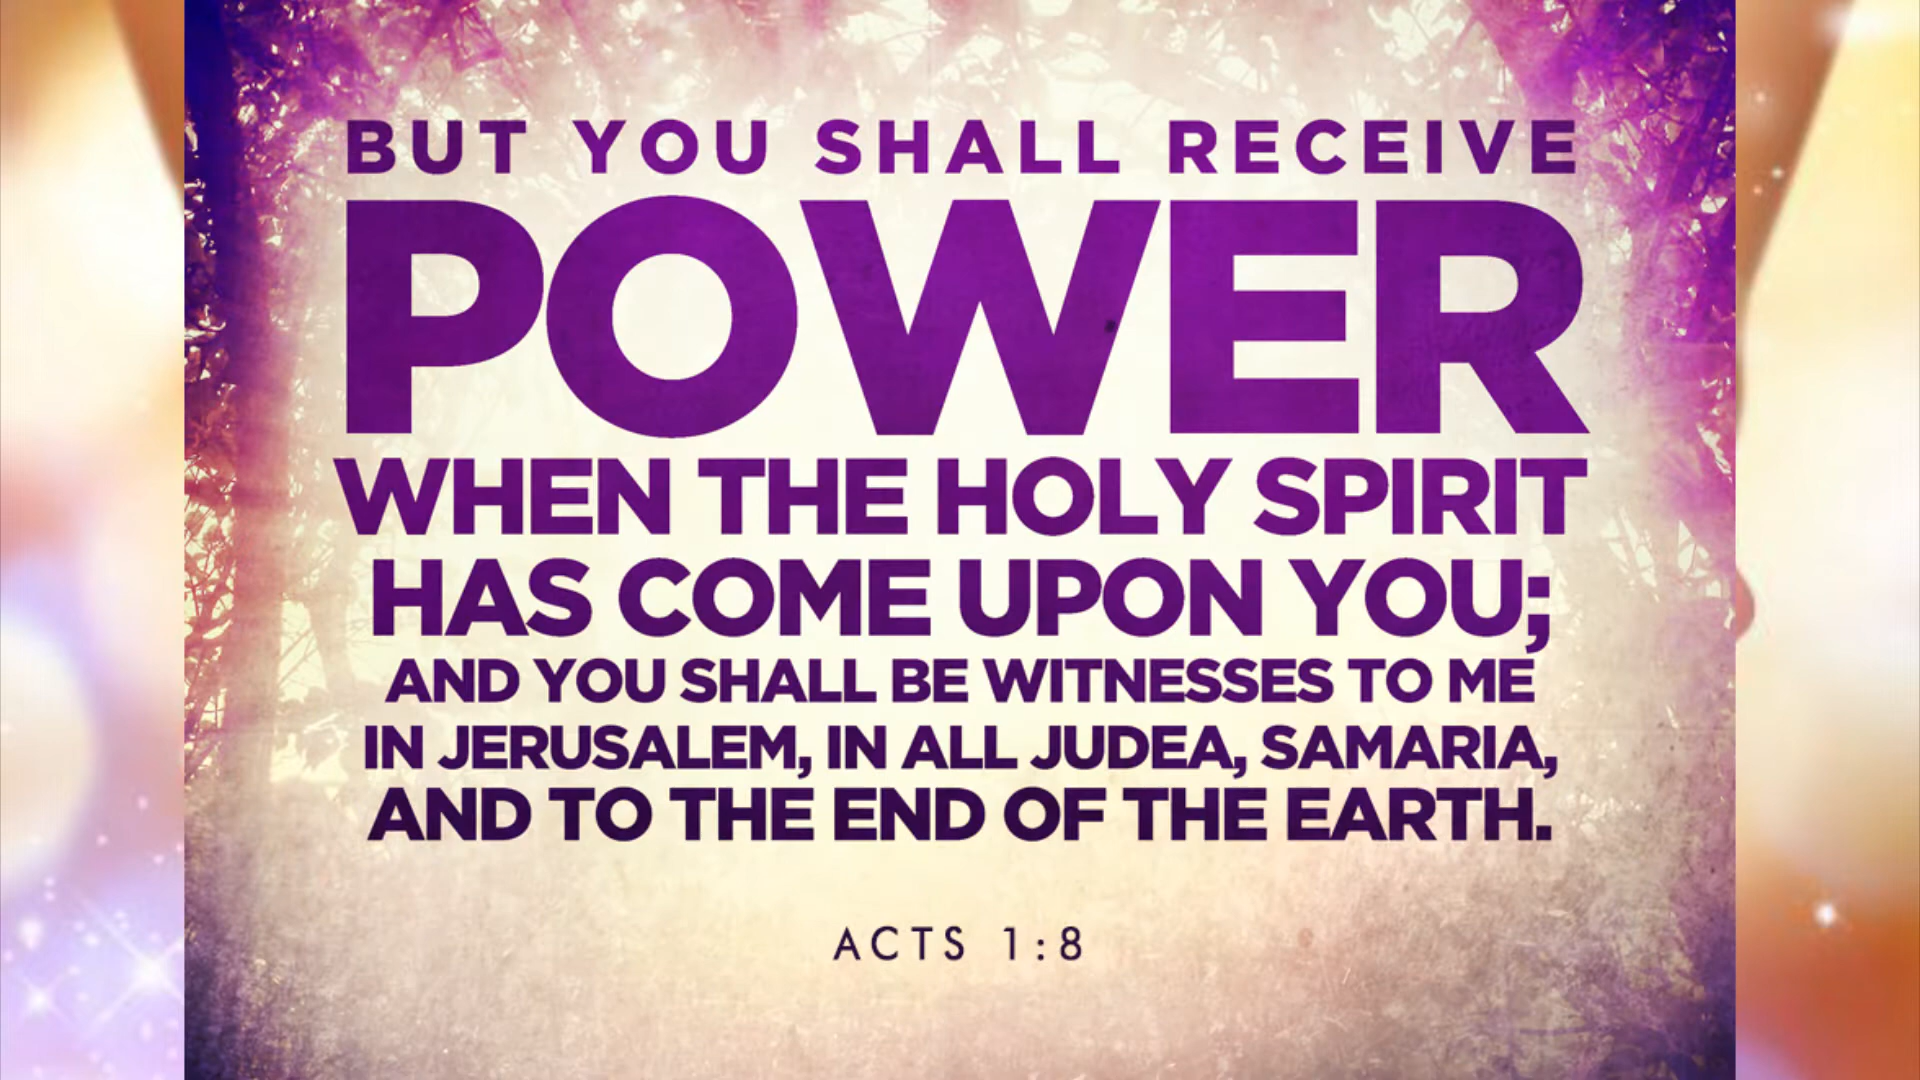 BUT YOU SHALL RECEIVE
POWER
WHEN THE HOLY SPIRIT
HAS COME UPON YOU;
AND YOU SHALL BE WITNESSES TO ME
IN JERUSALEM, IN ALL JUDEA, SAMARIA,
AND TO THE END OF THE EARTH.
ACTS 1:8